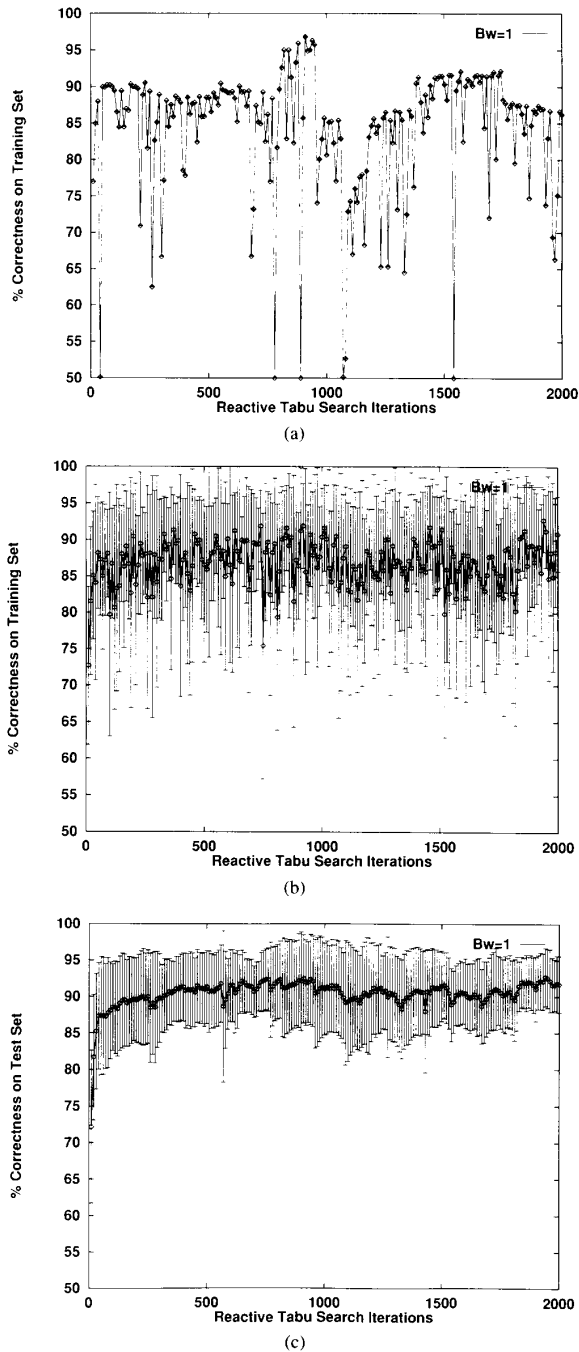 100
Bw=1
95
90
85
80
75
70
65
60
55
50
% Correctness on Training Set
0 500 1000 1500 2000
Reactive Tabu Search Iterations
(a)
100
Bw=1
95
90
85
80
75
70
65
60
55
50
% Correctness on Training Set
0 500 1000 1500 2000
Reactive Tabu Search Iterations
(b)
100
Bw=1
95
90
85
80
75
70
65
60
55
50
% Correctness on Test Set
0 500 1000 1500 2000
Reactive Tabu Search Iterations
(c)